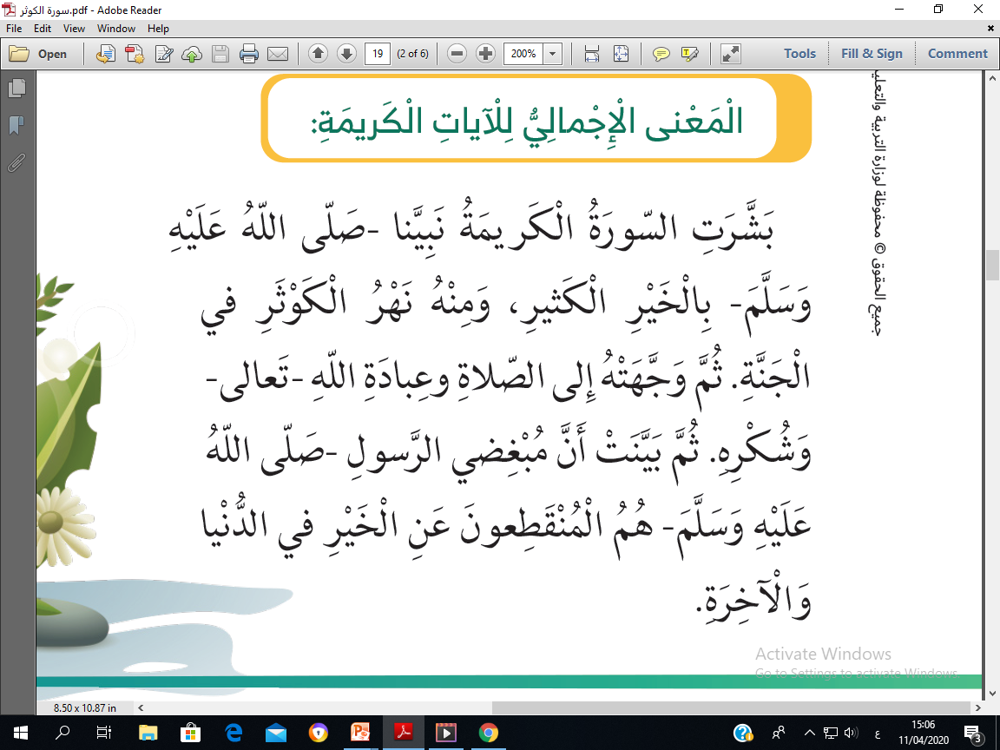 سورة الكوثر.pdf - Adobe Reader
File Edit View Window Help
Open 19 (2 of 6) 200% Tools Fill & Sign Comment
الْمَعْنى الْإِجْمالِيُّ لِلْآياتِ الْكَريمَةِ:
بَشَّرَتِ السّورَةُ الْكَريمَةُ نَبِيَّنا -صَلّى اللّهُ عَلَيْهِ
وَسَلَّمَ- بِالْخَيْرِ الْكَثيرِ، وَمِنْهُ نَهْرُ الْكَوْثَرِ في
الْجَنَّةِ. ثُمَّ وَجَّهَتْهُ إِلى الصّلاةِ وعِبادَةِ اللّهِ -تَعالى-
وَشُكْرِهِ. ثُمَّ بَيَّنَتْ أَنَّ مُبْغِضي الرَّسولِ -صَلّى اللّهُ
عَلَيْهِ وَسَلَّمَ- هُمُ الْمُنْقَطِعونَ عَنِ الْخَيْرِ في الدُّنْيا
وَالْآخِرَةِ.
جميع الحقوق © محفوظة لوزارة التربية
Activate Windows
Go to Settings to activate Windows.
8.50 x 10.87 in
ع 15:06
11/04/2020
3